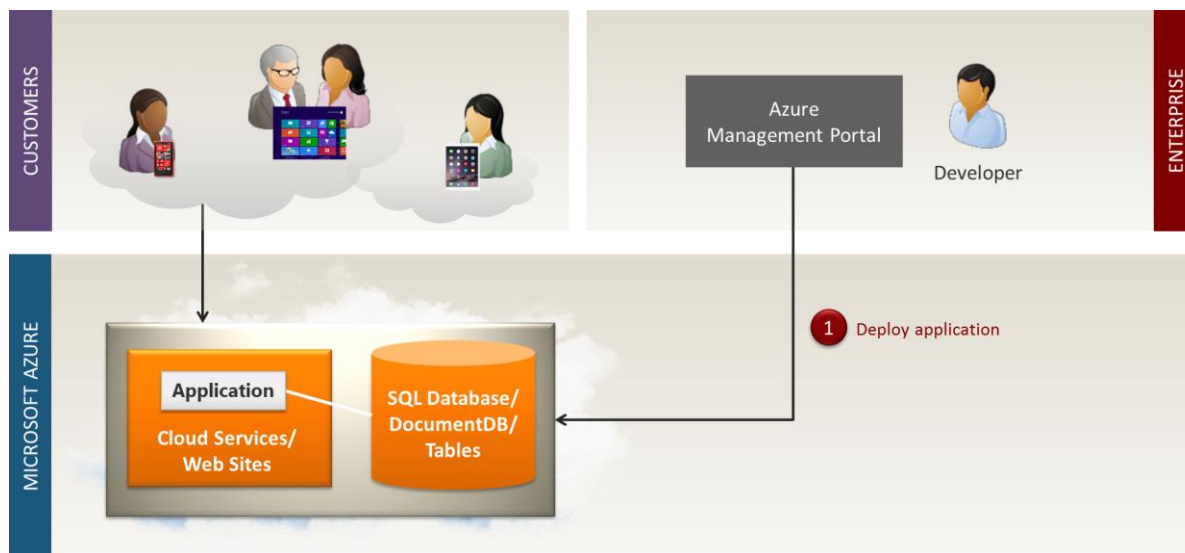 CUSTOMERS
Azure
Management Portal
Developer
ENTERPRISE
MICROSOFT AZURE
1 Deploy application
Application
Cloud Services/
Web Sites
SQL Database/
DocumentDB/
Tables